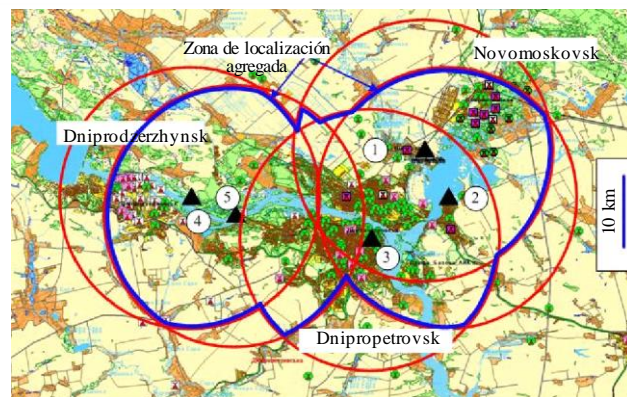 Zona de localización
agregada
Novomoskovsk
Dniprodzerzhynsk
1
2
5
4
3
10 km
Dnipropetrovsk